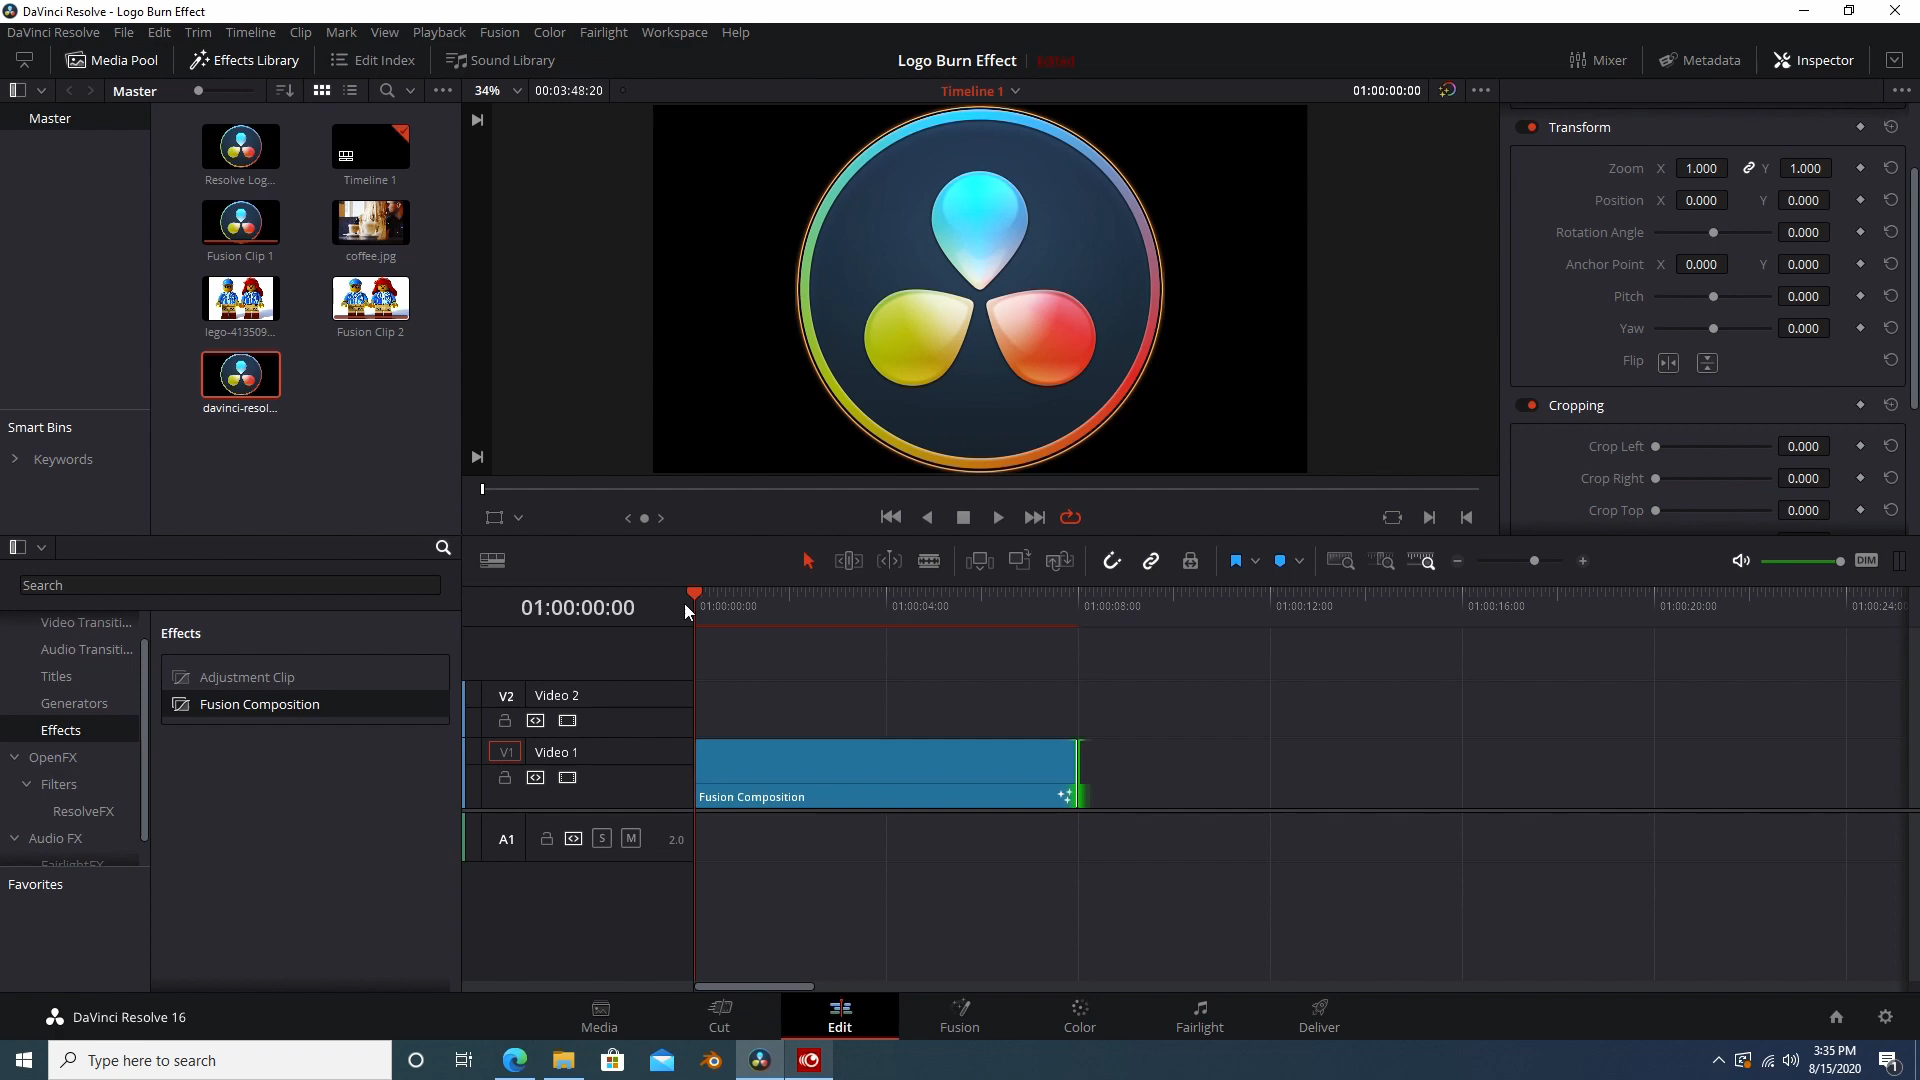 DaVinci Resolve - Logo Burn Effect
DaVinci Resolve File Edit Trim Timeline Clip Mark View Playback Fusion Color Fairlight Workspace Help
Media Pool Effects Library Edit Index Sound Library Logo Burn Effect Edited Mixer Metadata Inspector
Master 34% 00:03:48:20 Timeline 1 01:00:00:00
Master
Resolve Log... Timeline 1
Fusion Clip 1 coffee.jpg
lego-413509... Fusion Clip 2
davinci-resol...
Smart Bins
Keywords
Transform
Zoom X 1.000 Y 1.000
Position X 0.000 Y 0.000
Rotation Angle 0.000
Anchor Point X 0.000 Y 0.000
Pitch 0.000
Yaw 0.000
Flip
Cropping
Crop Left 0.000
Crop Right 0.000
Crop Top 0.000
DIM
Search
Video Transiti...
Audio Transiti...
Titles
Generators
Effects
OpenFX
Filters
ResolveFX
Audio FX
FairlightFX
Favorites
Effects
Adjustment Clip
Fusion Composition
01:00:00:00 01:00:00:00 01:00:04:00 01:00:08:00 01:00:12:00 01:00:16:00 01:00:20:00 01:00:24:0
V2 Video 2
V1 Video 1
Fusion Composition
A1 S M 2.0
DaVinci Resolve 16 Media Cut Edit Fusion Color Fairlight Deliver
Type here to search
3:35 PM
8/15/2020
1